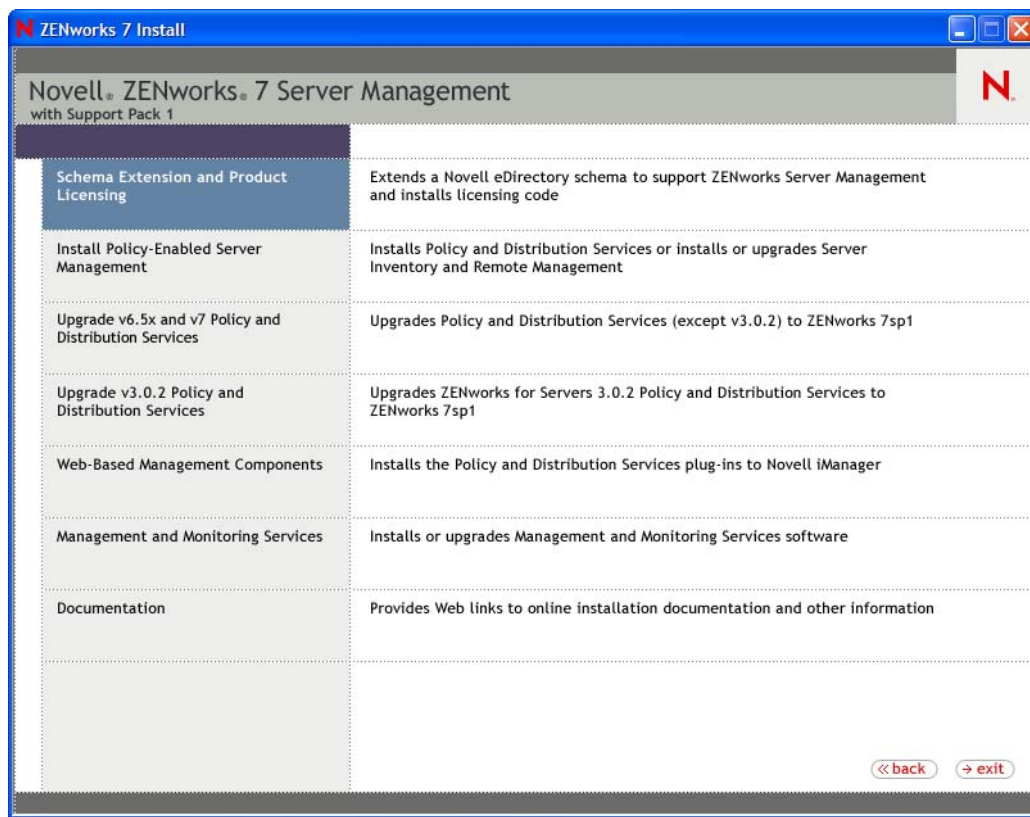 N ZENworks 7 Install
Novell® ZENworks® 7 Server Management
with Support Pack 1
N®
Schema Extension and Product
Licensing
Extends a Novell eDirectory schema to support ZENworks Server Management
and installs licensing code
Install Policy-Enabled Server
Management
Installs Policy and Distribution Services or installs or upgrades Server
Inventory and Remote Management
Upgrade v6.5x and v7 Policy and
Distribution Services
Upgrades Policy and Distribution Services (except v3.0.2) to ZENworks 7sp1
Upgrade v3.0.2 Policy and
Distribution Services
Upgrades ZENworks for Servers 3.0.2 Policy and Distribution Services to
ZENworks 7sp1
Web-Based Management Components
Installs the Policy and Distribution Services plug-ins to Novell iManager
Management and Monitoring Services
Installs or upgrades Management and Monitoring Services software
Documentation
Provides Web links to online installation documentation and other information
« back
→ exit